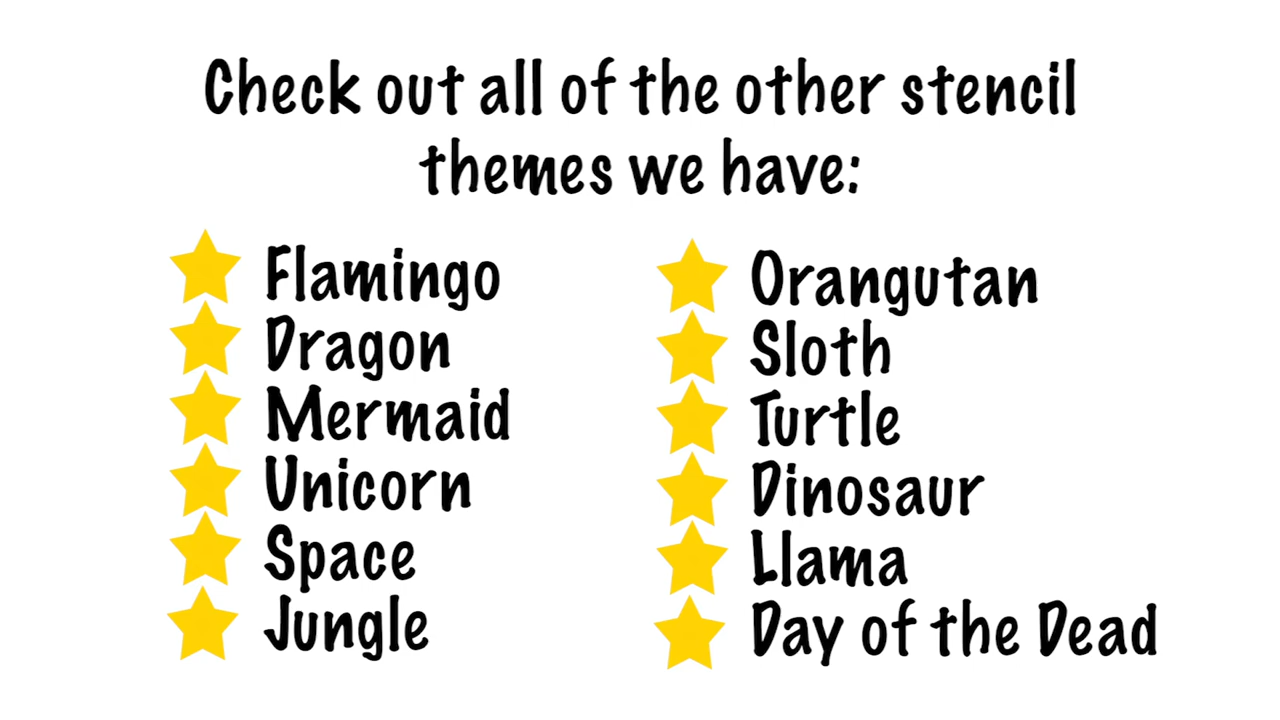 Check out all of the other stencil
themes we have:
Flamingo
Dragon
Mermaid
Unicorn
Space
Jungle
Orangutan
Sloth
Turtle
Dinosaur
Llama
Day of the Dead